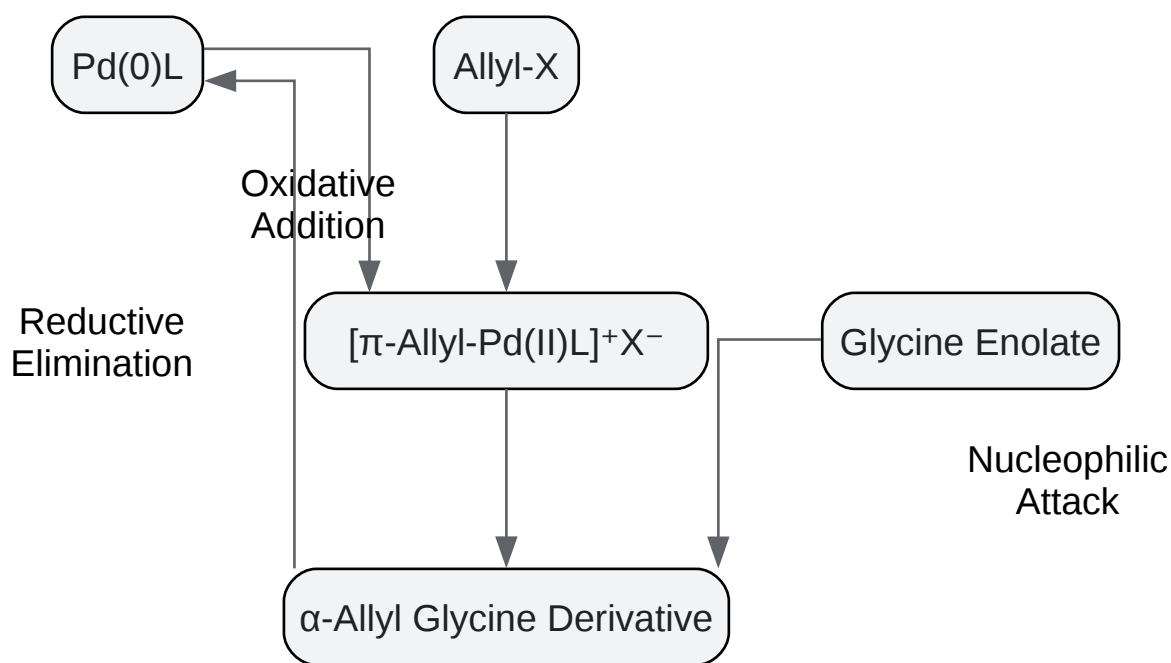 Pd(0)L
Allyl-X
Oxidative
Addition
Reductive
Elimination
[π-Allyl-Pd(II)L]⁺X⁻
Glycine Enolate
Nucleophilic
Attack
α-Allyl Glycine Derivative